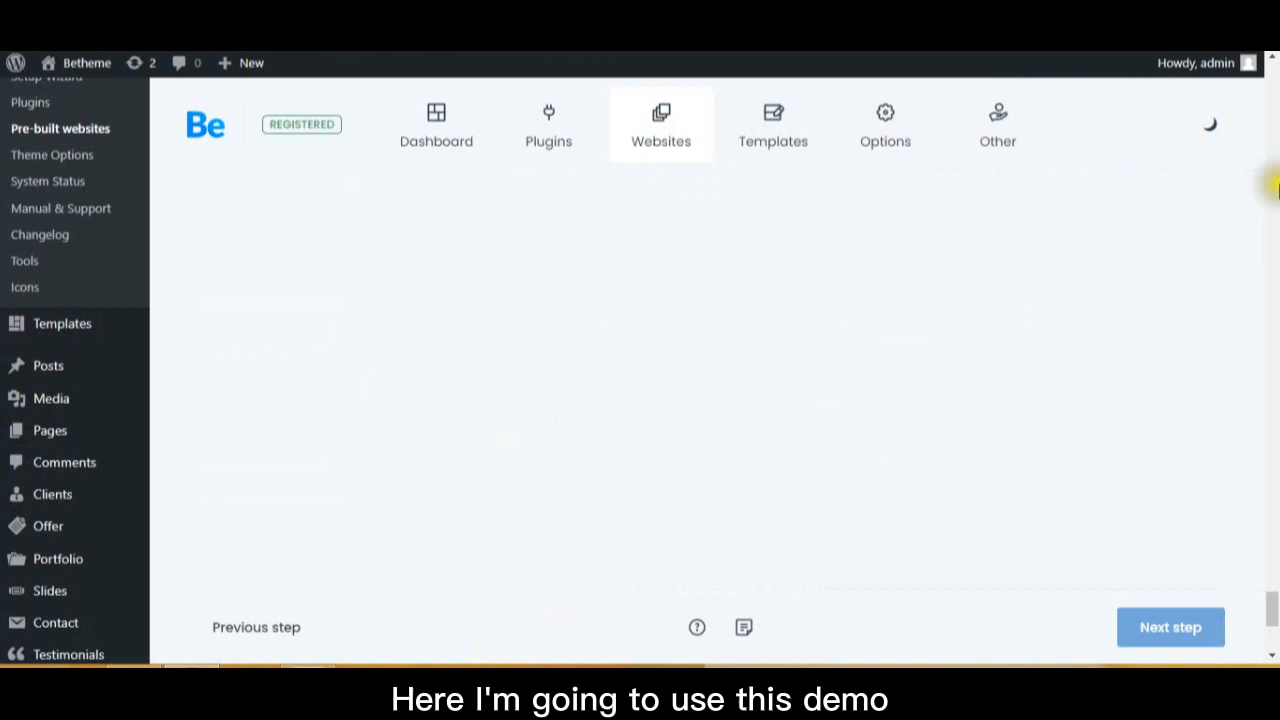 Betheme 2 0 New Howdy, admin
Setup Wizard
Plugins
Pre-built websites
Theme Options
System Status
Manual & Support
Changelog
Tools
Icons
Templates
Posts
Media
Pages
Comments
Clients
Offer
Portfolio
Slides
Contact
Testimonials
Be REGISTERED
Dashboard Plugins Websites Templates Options Other
Previous step ? Next step
Here I'm going to use this demo